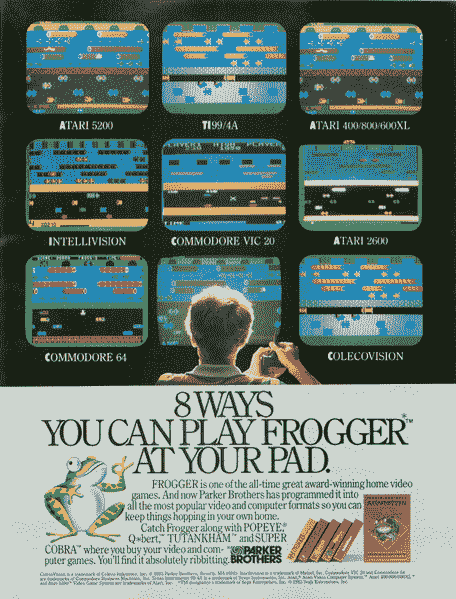 ATARI 5200
TI99/4A
ATARI 400/800/600XL
INTELLIVISION
COMMODORE VIC 20
ATARI 2600
COMMODORE 64
COLECOVISION
8 WAYS
YOU CAN PLAY FROGGER*™
AT YOUR PAD.
FROGGER is one of the all-time great award-winning home video
games. And now Parker Brothers has programmed it into
all the most popular video and computer formats so you can
keep things hopping in your own home.
Catch Frogger along with POPEYE,®
Q*bert,™ TUTANKHAM™ and SUPER
COBRA™ where you buy your video and com-
puter games. You'll find it absolutely ribbitting.
PARKER
BROTHERS